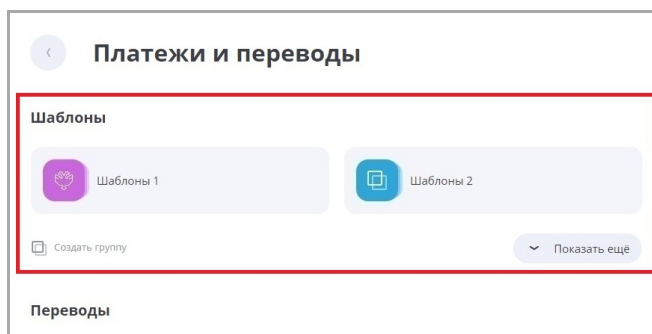 Платежи и переводы
Шаблоны
Шаблоны 1
Шаблоны 2
Создать группу
Показать ещё
Переводы